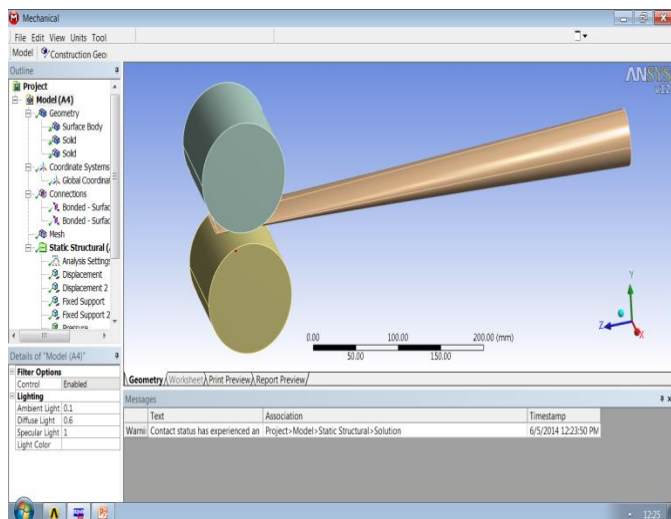 Mechanical
File Edit View Units Tool
Model Construction Geo
Outline
Project
Model (A4)
Geometry
Surface Body
Solid
Solid
Coordinate Systems
Global Coordinat
Connections
Bonded - Surfac
Bonded - Surfac
Mesh
Static Structural (
Analysis Settings
Displacement
Displacement 2
Fixed Support
Fixed Support 2
Pressure
ANSYS
v12
Y
Z
X
0.00 100.00 200.00 (mm)
50.00 150.00
Geometry Worksheet Print Preview Report Preview
Details of "Model (A4)"
Filter Options
Control Enabled
Lighting
Ambient Light 0.1
Diffuse Light 0.6
Specular Light 1
Light Color
Messages
Text Association Timestamp
Warni Contact status has experienced an Project>Model>Static Structural>Solution 6/5/2014 12:23:50 PM
12:25